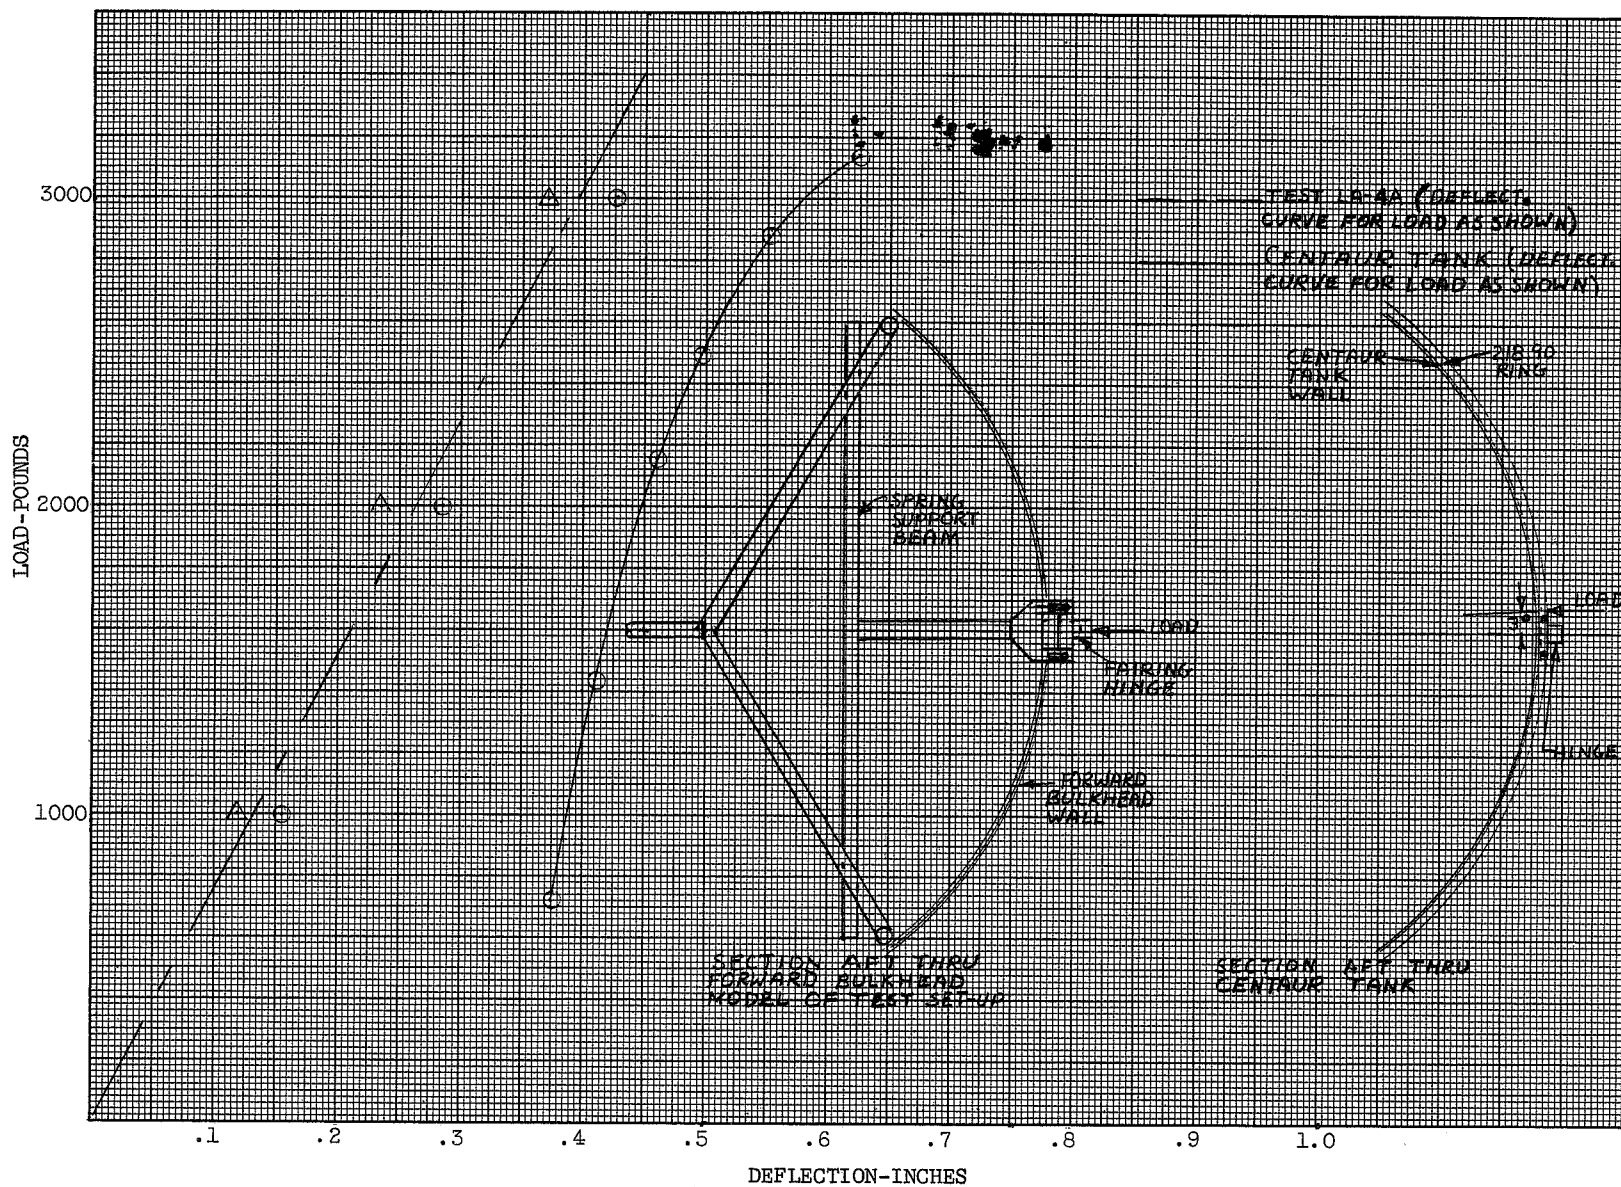 3000
2000
1000
LOAD-POUNDS
.1 .2 .3 .4 .5 .6 .7 .8 .9 1.0
DEFLECTION-INCHES
TEST LA-4A (DEFLECT.
CURVE FOR LOAD AS SHOWN)
CENTAUR TANK (DEFLECT.
CURVE FOR LOAD AS SHOWN)
CENTAUR
TANK
WALL
218.90
RING
SPRING
SUPPORT
BEAM
LOAD
FAIRING
HINGE
FORWARD
BULKHEAD
WALL
LOAD
HINGE
SECTION AFT THRU
FORWARD BULKHEAD
MODEL OF TEST SET-UP
SECTION AFT THRU
CENTAUR TANK